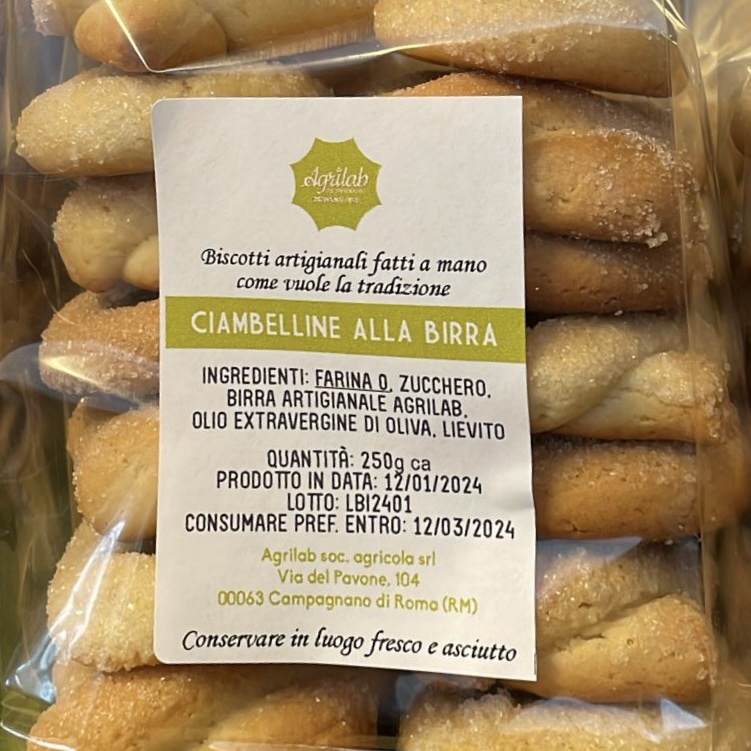 Agrilab
Biscotti artigianali fatti a mano
come vuole la tradizione
CIAMBELLINE ALLA BIRRA
INGREDIENTI: FARINA 0, ZUCCHERO,
BIRRA ARTIGIANALE AGRILAB,
OLIO EXTRAVERGINE DI OLIVA, LIEVITO
QUANTITÀ: 250g ca
PRODOTTO IN DATA: 12/01/2024
LOTTO: LBI2401
CONSUMARE PREF. ENTRO: 12/03/2024
Agrilab soc. agricola srl
Via del Pavone, 104
00063 Campagnano di Roma (RM)
Conservare in luogo fresco e asciutto